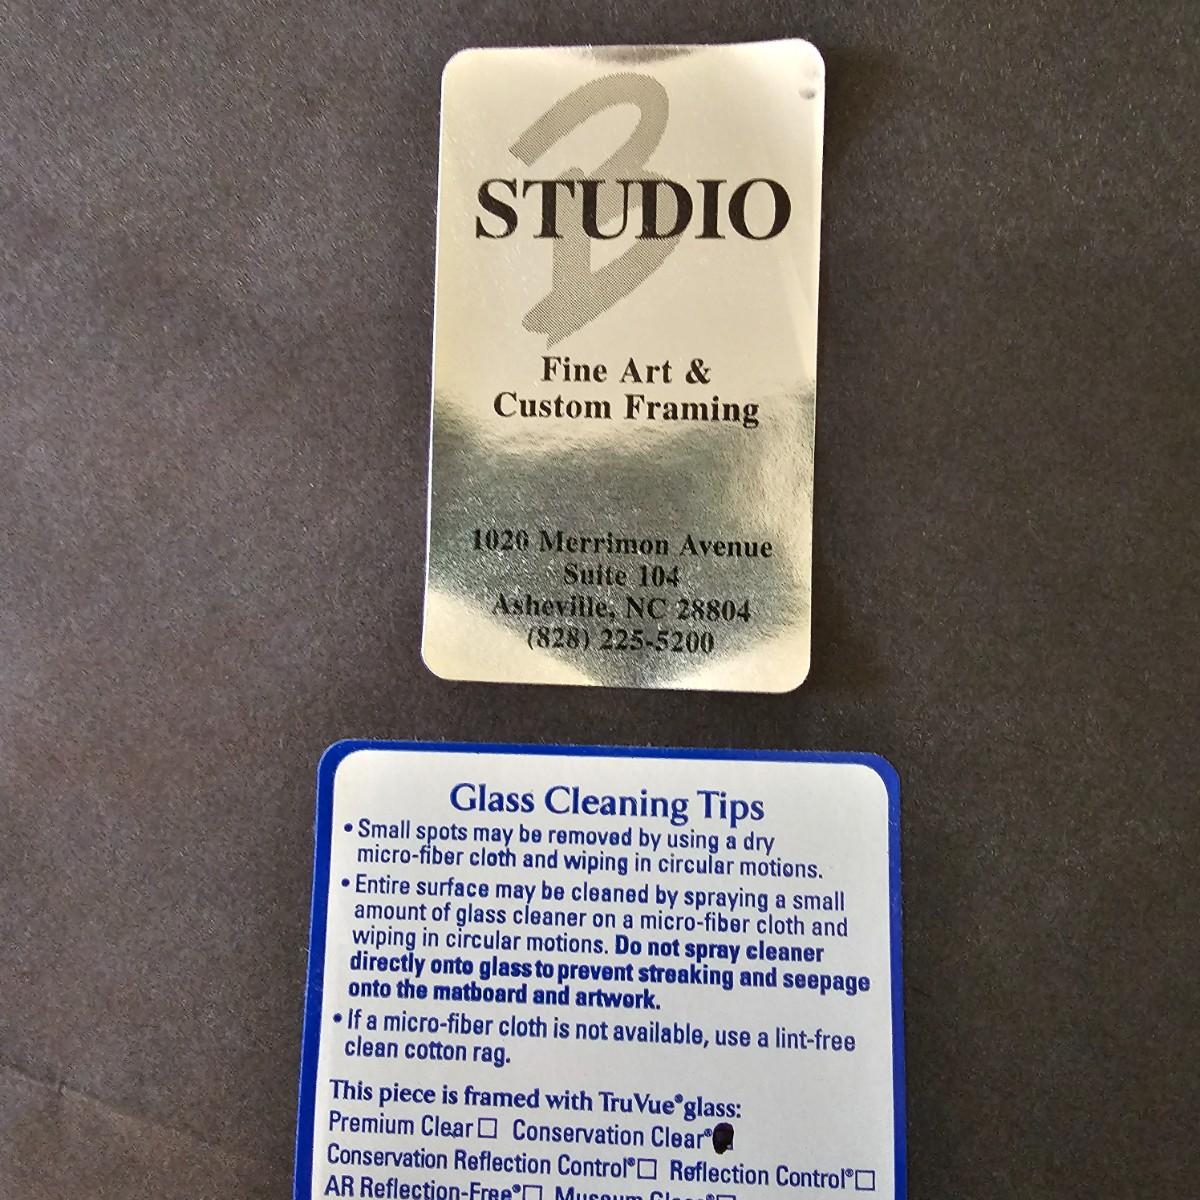 B
STUDIO
Fine Art &
Custom Framing
1020 Merrimon Avenue
Suite 104
Asheville, NC 28804
(828) 225-5200
Glass Cleaning Tips
• Small spots may be removed by using a dry
micro-fiber cloth and wiping in circular motions.
• Entire surface may be cleaned by spraying a small
amount of glass cleaner on a micro-fiber cloth and
wiping in circular motions. Do not spray cleaner
directly onto glass to prevent streaking and seepage
onto the matboard and artwork.
• If a micro-fiber cloth is not available, use a lint-free
clean cotton rag.
This piece is framed with TruVue® glass:
Premium Clear □ Conservation Clear® ■
Conservation Reflection Control® □ Reflection Control® □
AR Reflection-Free® □ Museum Glass® □